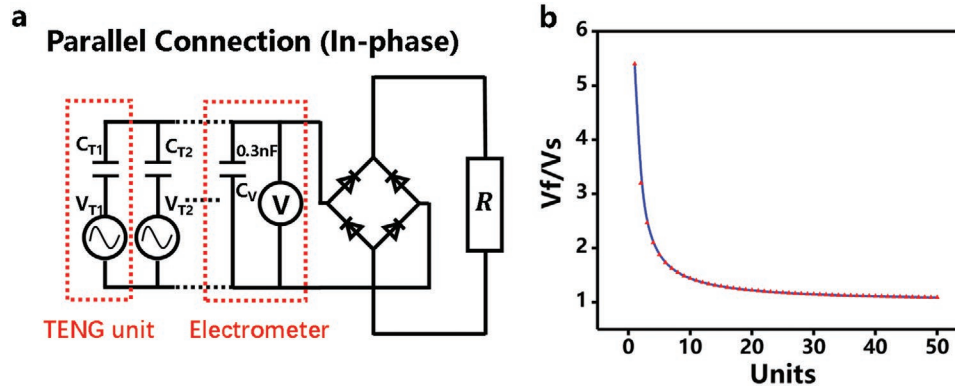 a
Parallel Connection (In-phase)
C_T1
C_T2
0.3nF
C_V
V_T1
V_T2
V
R
TENG unit
Electrometer
b
Vf/Vs
6
5
4
3
2
1
0
10
20
30
40
50
Units